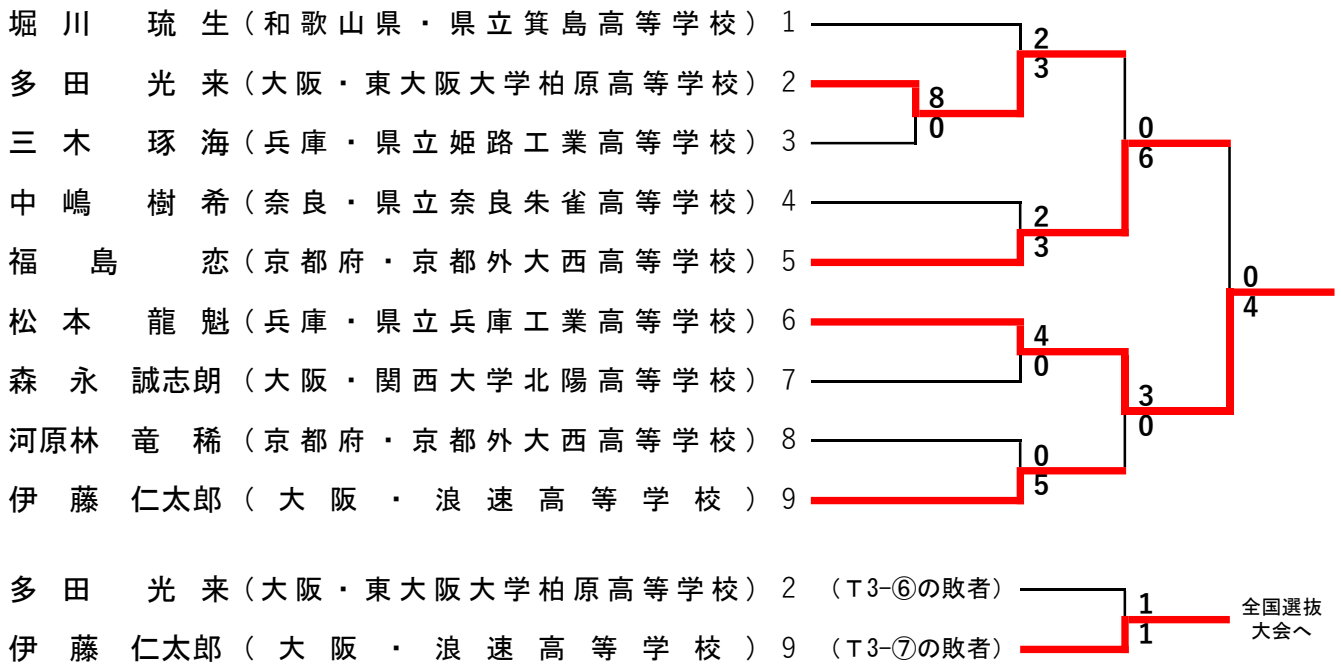 堀川 琉生（和歌山県・県立箕島高等学校） 1
2
多田 光来（大阪・東大阪大学柏原高等学校） 2
3
8
三木 琢海（兵庫・県立姫路工業高等学校） 3
0
0
6
中嶋 樹希（奈良・県立奈良朱雀高等学校） 4
2
福島 恋（京都府・京都外大西高等学校） 5
3
0
4
松本 龍魁（兵庫・県立兵庫工業高等学校） 6
4
森永 誠志朗（大阪・関西大学北陽高等学校） 7
0
3
0
河原林 竜稀（京都府・京都外大西高等学校） 8
0
伊藤 仁太郎（大阪・浪速高等学校） 9
5
多田 光来（大阪・東大阪大学柏原高等学校） 2 （T3-⑥の敗者）
1
1
全国選抜
大会へ
伊藤 仁太郎（大阪・浪速高等学校） 9 （T3-⑦の敗者）